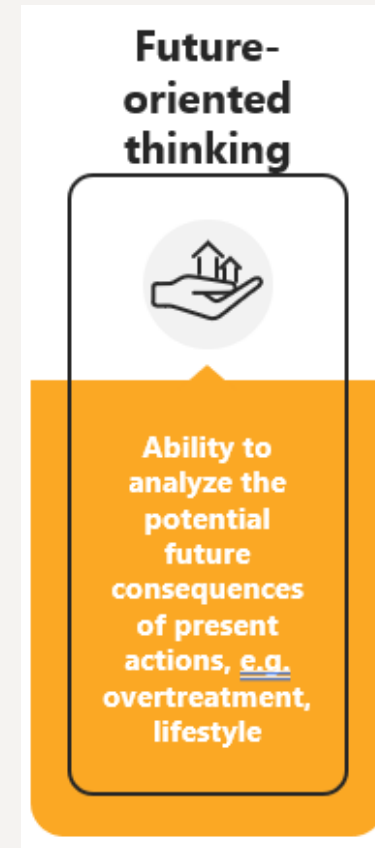 Future-
oriented
thinking
Ability to
analyze the
potential
future
consequences
of present
actions, e.g.
overtreatment,
lifestyle